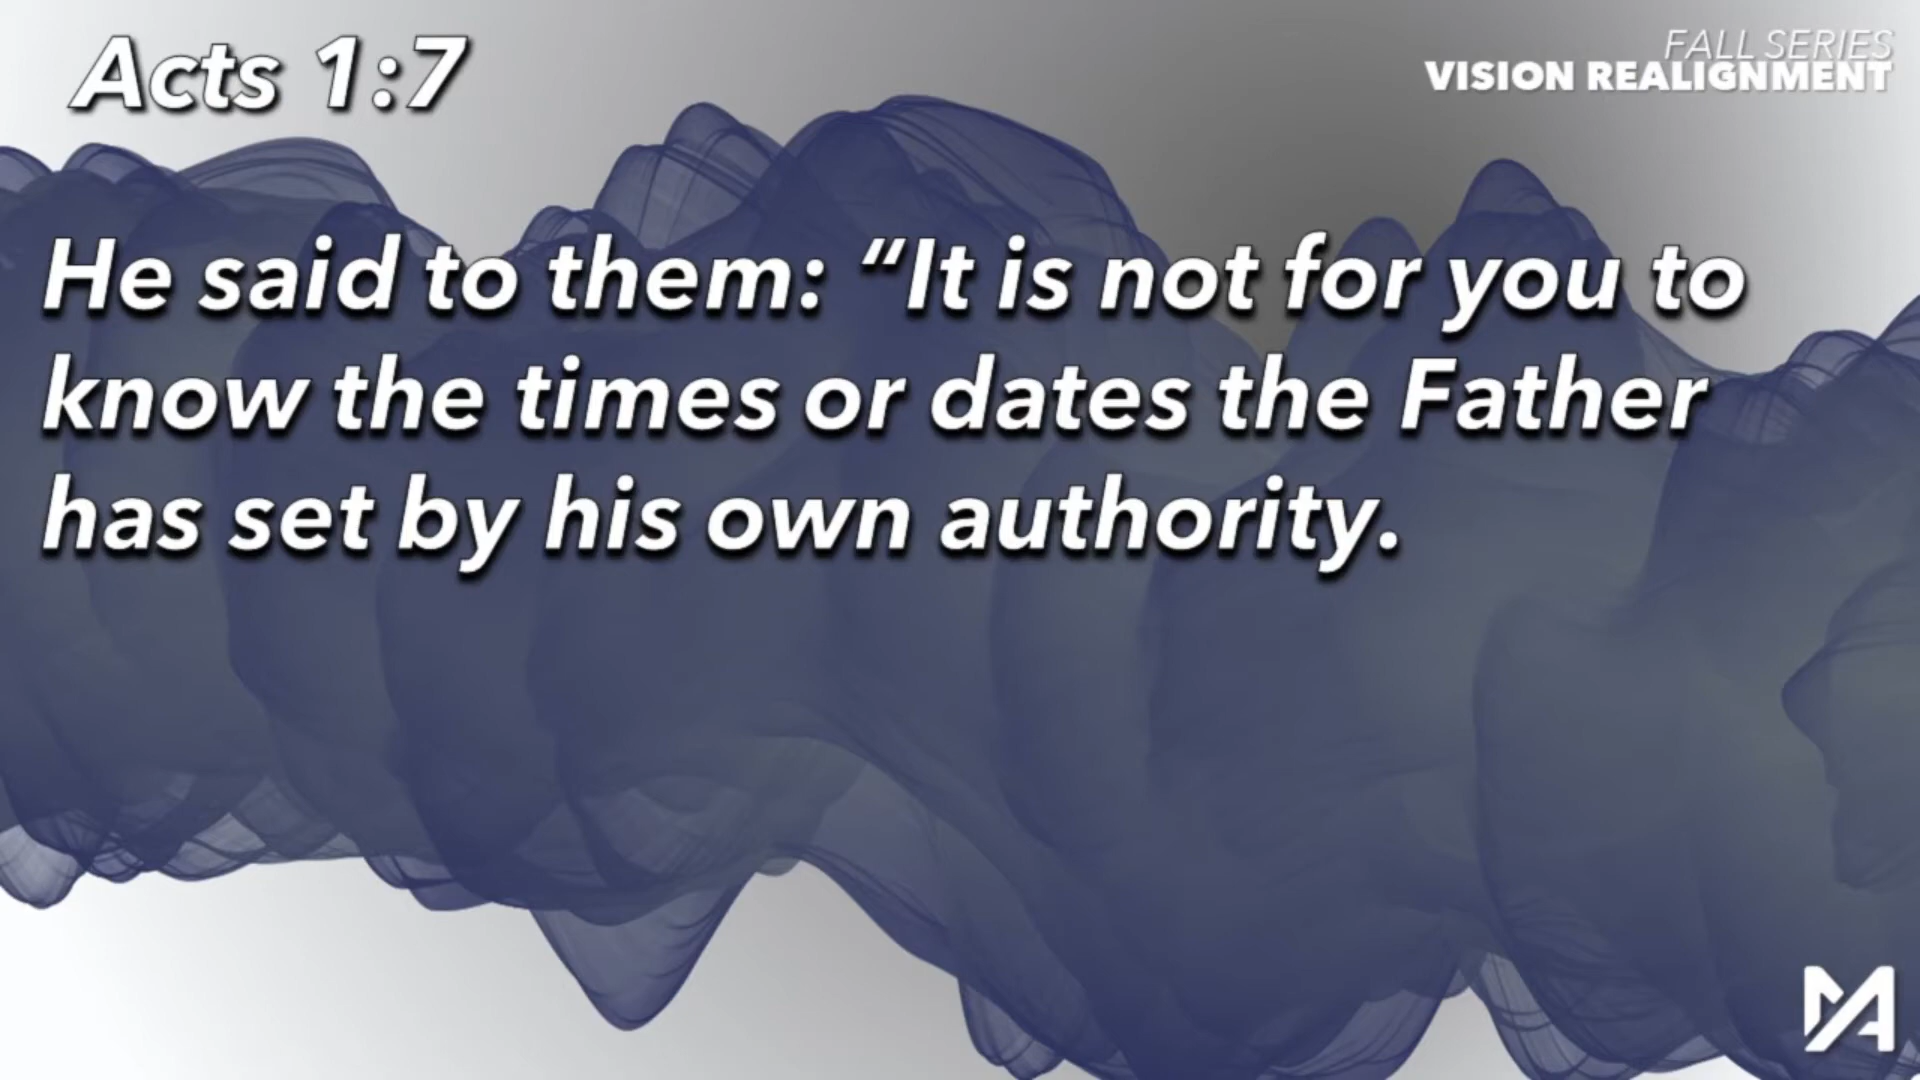 Acts 1:7
FALL SERIES
VISION REALIGNMENT
He said to them: “It is not for you to
know the times or dates the Father
has set by his own authority.
MA